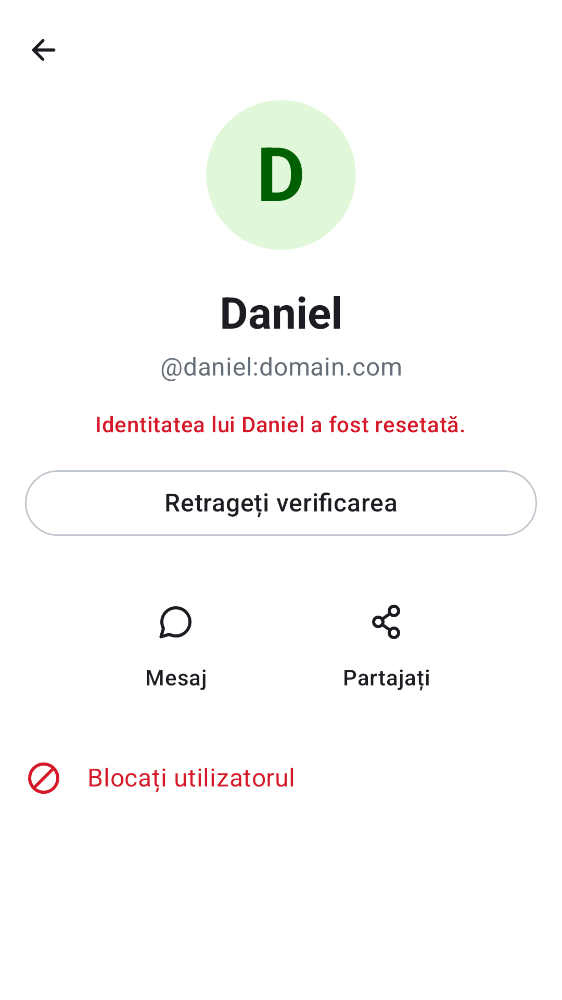 D
Daniel
@daniel:domain.com
Identitatea lui Daniel a fost resetată.
Retrageți verificarea
Mesaj
Partajați
Blocați utilizatorul